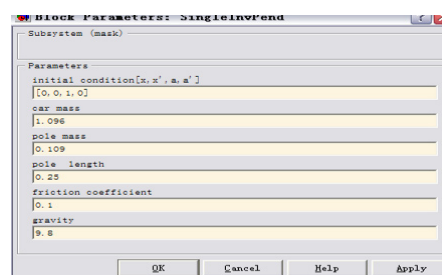 Block Parameters: SingleInvPend
Subsystem (mask)
Parameters
initial condition[x,x',a,a']
[0,0,1,0]
car mass
1.096
pole mass
0.109
pole length
0.25
friction coefficient
0.1
gravity
9.8
OK Cancel Help Apply